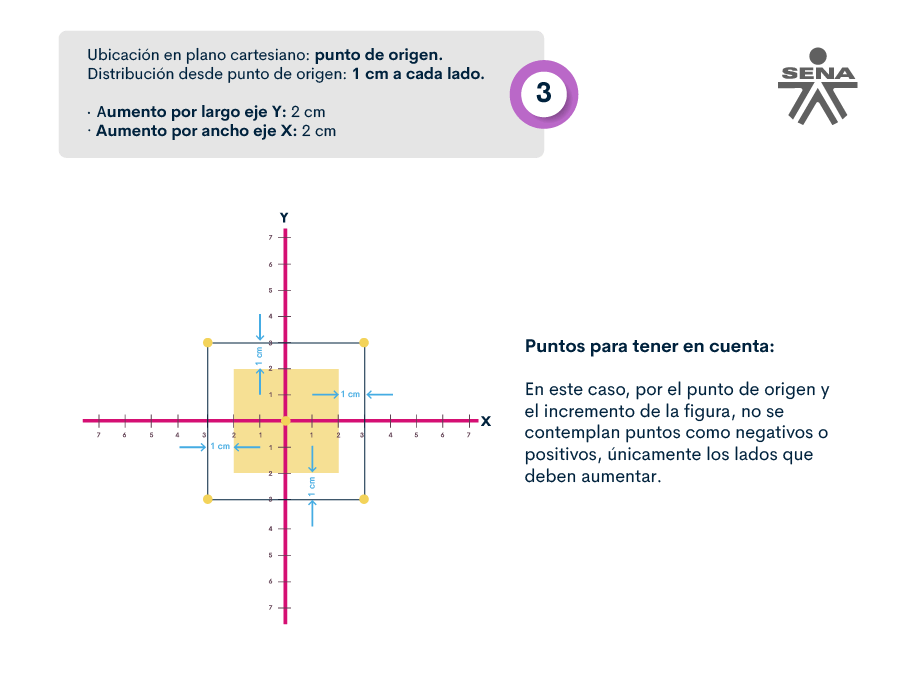 Ubicación en plano cartesiano: punto de origen.
Distribución desde punto de origen: 1 cm a cada lado.
· Aumento por largo eje Y: 2 cm
· Aumento por ancho eje X: 2 cm
3
SENA
Y
7
6
5
4
3
1 cm
2
1
1 cm
X
7 6 5 4 3 2 1 1 2 3 4 5 6 7
1 cm
1
2
1 cm
3
4
5
6
7
Puntos para tener en cuenta:
En este caso, por el punto de origen y
el incremento de la figura, no se
contemplan puntos como negativos o
positivos, únicamente los lados que
deben aumentar.